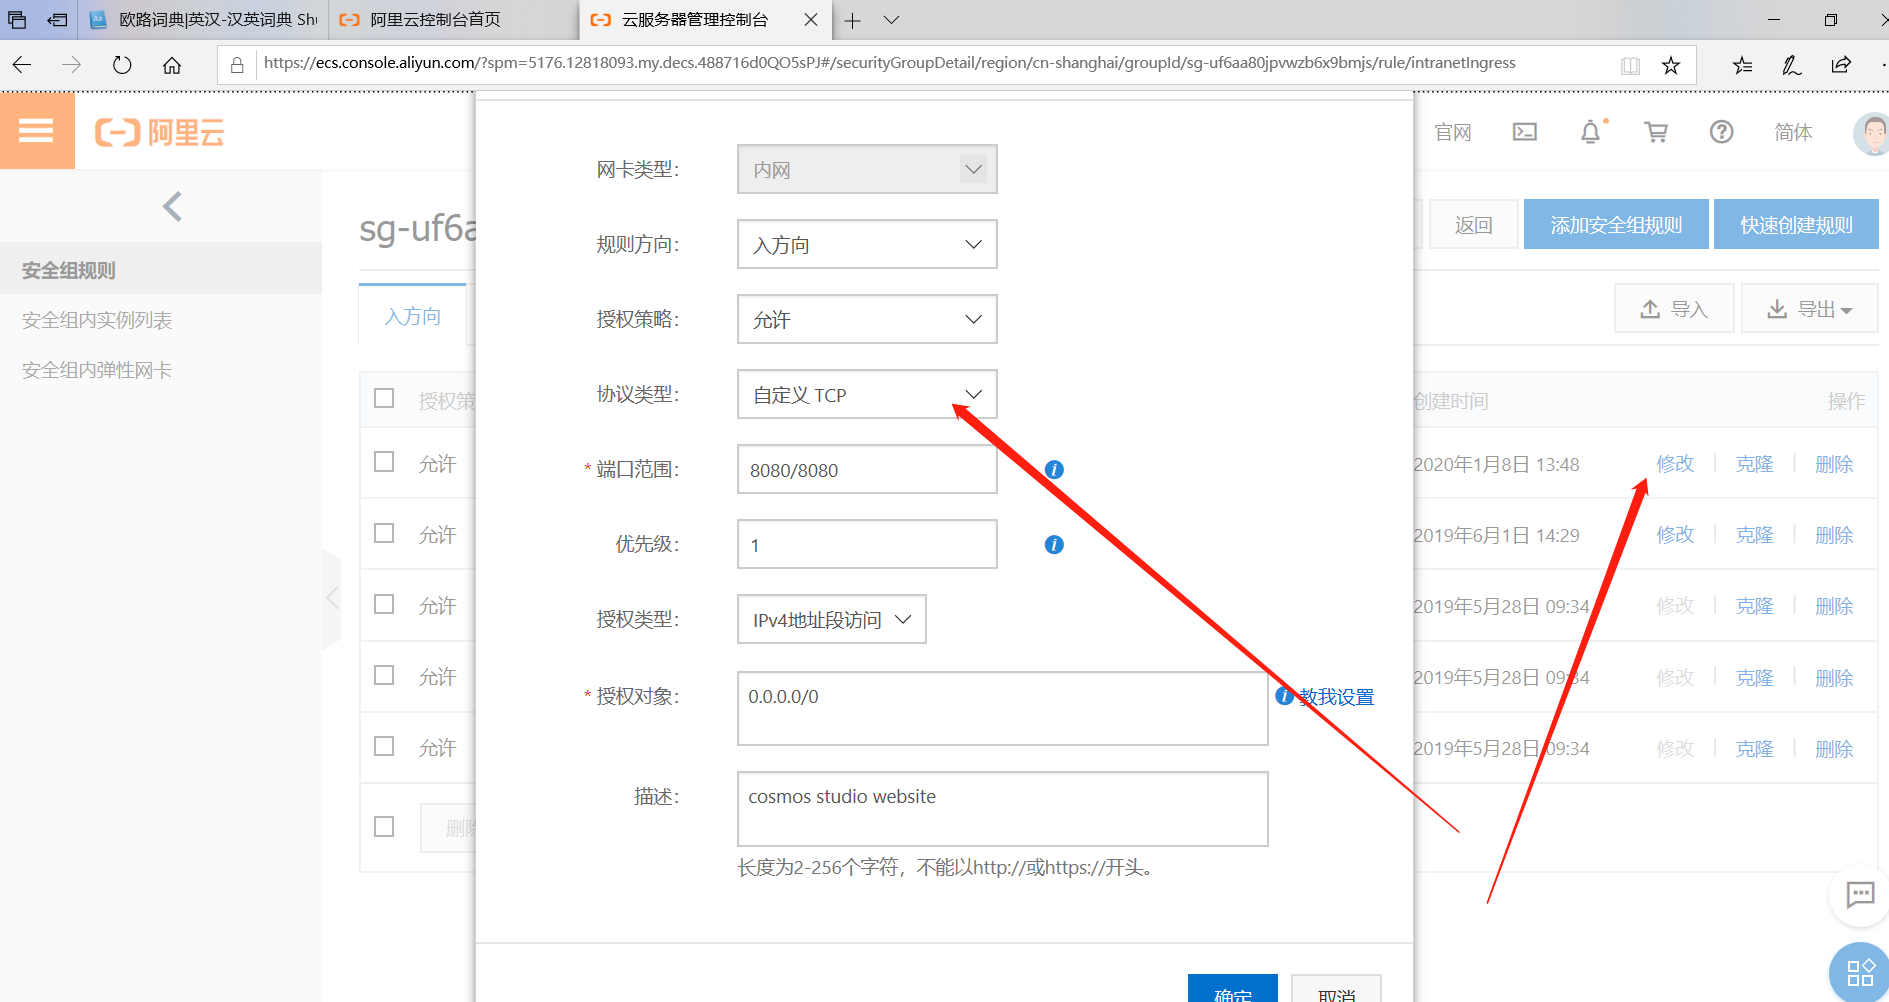 欧路词典|英汉-汉英词典 Sh
阿里云控制台首页
云服务器管理控制台
https://ecs.console.aliyun.com/?spm=5176.12818093.my.decs.488716d0QO5sPJ#/securityGroupDetail/region/cn-shanghai/groupId/sg-uf6aa80jpvwzb6x9bmjs/rule/intranetIngress
阿里云
官网
简体
安全组规则
安全组内实例列表
安全组内弹性网卡
sg-uf6a
返回
添加安全组规则
快速创建规则
入方向
导入
导出
授权策
创建时间
操作
允许
2020年1月8日 13:48
修改
克隆
删除
允许
2019年6月1日 14:29
修改
克隆
删除
允许
2019年5月28日 09:34
修改
克隆
删除
允许
2019年5月28日 09:34
修改
克隆
删除
允许
2019年5月28日 09:34
修改
克隆
删除
删除
网卡类型：
内网
规则方向：
入方向
授权策略：
允许
协议类型：
自定义 TCP
* 端口范围：
8080/8080
优先级：
1
授权类型：
IPv4地址段访问
* 授权对象：
0.0.0.0/0
教我设置
描述：
cosmos studio website
长度为2-256个字符，不能以http://或https://开头。
确定
取消